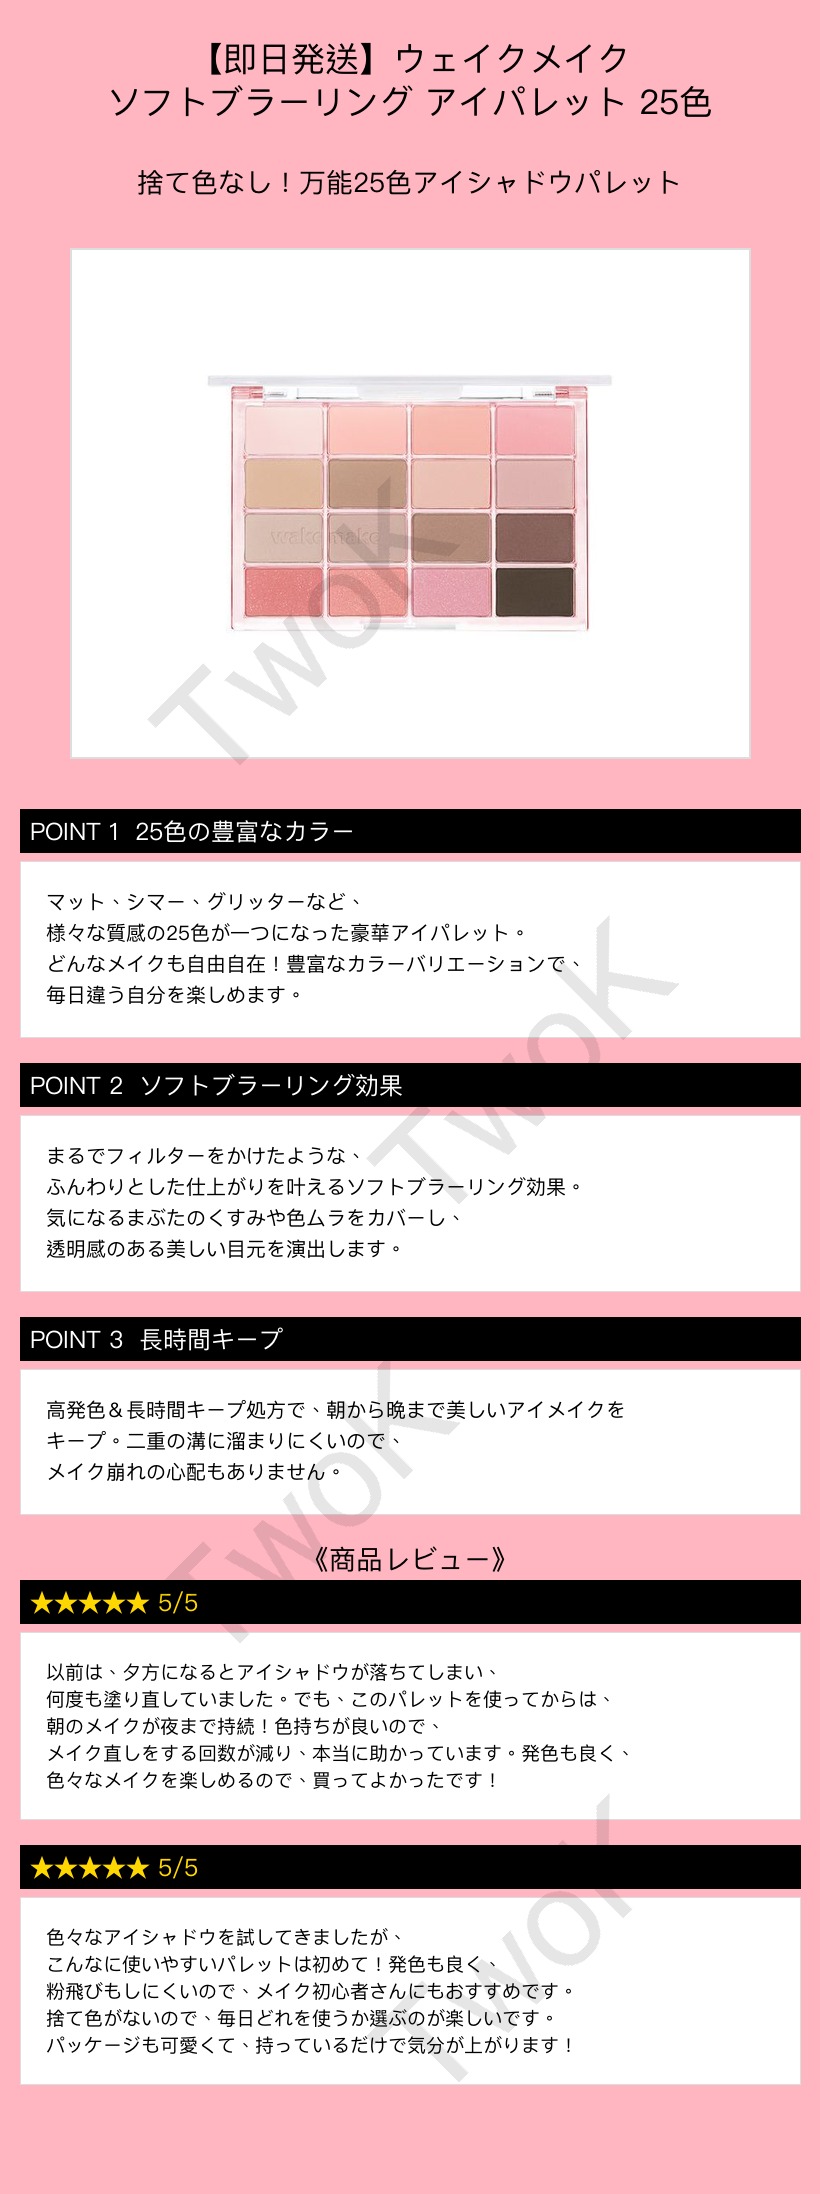 【即日発送】ウェイクメイク
ソフトブラーリング アイパレット 25色
捨て色なし！万能25色アイシャドウパレット
wakemake
TwoK
POINT 1 25色の豊富なカラー
マット、シマー、グリッターなど、
様々な質感の25色が一つになった豪華アイパレット。
どんなメイクも自由自在！豊富なカラーバリエーションで、
毎日違う自分を楽しめます。
TwoK
POINT 2 ソフトブラーリング効果
まるでフィルターをかけたような、
ふんわりとした仕上がりを叶えるソフトブラーリング効果。
気になるまぶたのくすみや色ムラをカバーし、
透明感のある美しい目元を演出します。
POINT 3 長時間キープ
高発色＆長時間キープ処方で、朝から晩まで美しいアイメイクを
キープ。二重の溝に溜まりにくいので、
メイク崩れの心配もありません。
TwoK
《商品レビュー》
★★★★★ 5/5
以前は、夕方になるとアイシャドウが落ちてしまい、
何度も塗り直していました。でも、このパレットを使ってからは、
朝のメイクが夜まで持続！色持ちが良いので、
メイク直しをする回数が減り、本当に助かっています。発色も良く、
色々なメイクを楽しめるので、買ってよかったです！
★★★★★ 5/5
色々なアイシャドウを試してきましたが、
こんなに使いやすいパレットは初めて！発色も良く、
粉飛びもしにくいので、メイク初心者さんにもおすすめです。
捨て色がないので、毎日どれを使うか選ぶのが楽しいです。
パッケージも可愛くて、持っているだけで気分が上がります！
TwoK